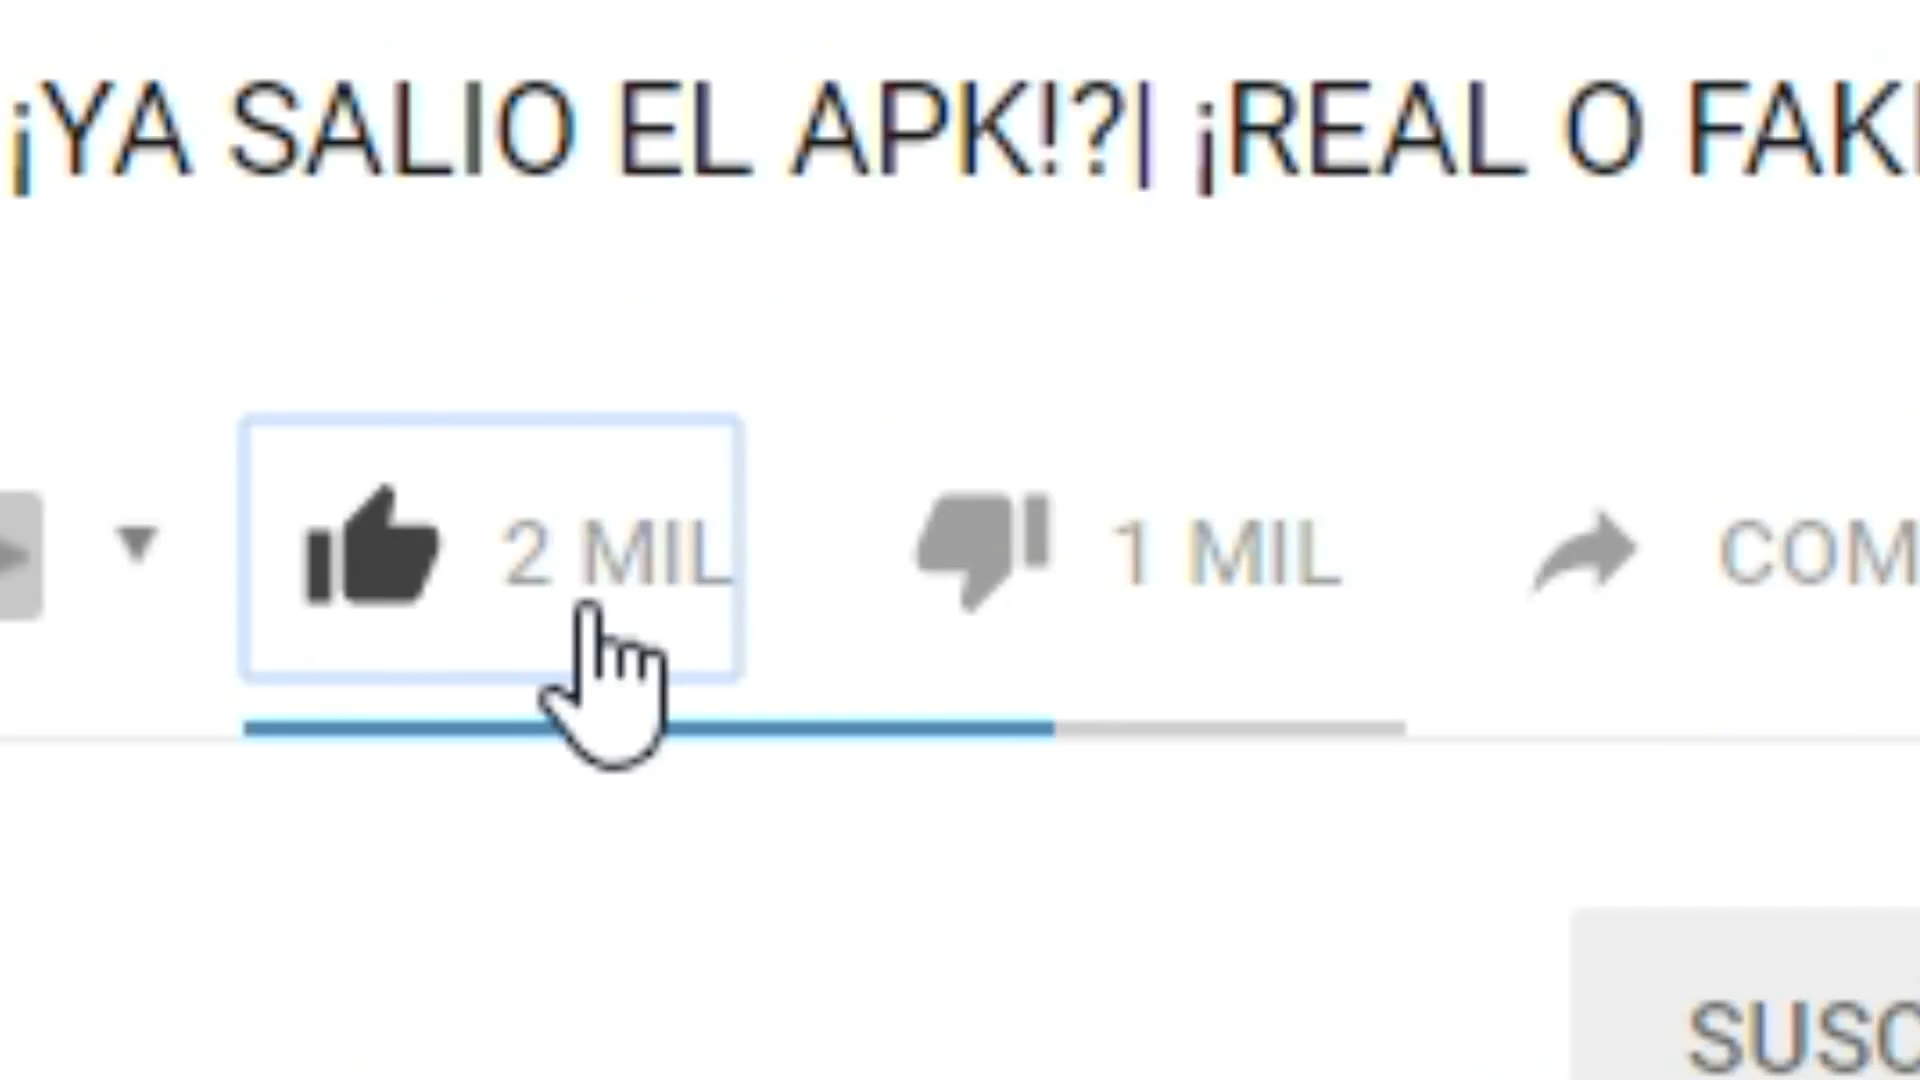 ¡YA SALIO EL APK!?| ¡REAL O FAK
2 MIL
1 MIL
COM
SUSC